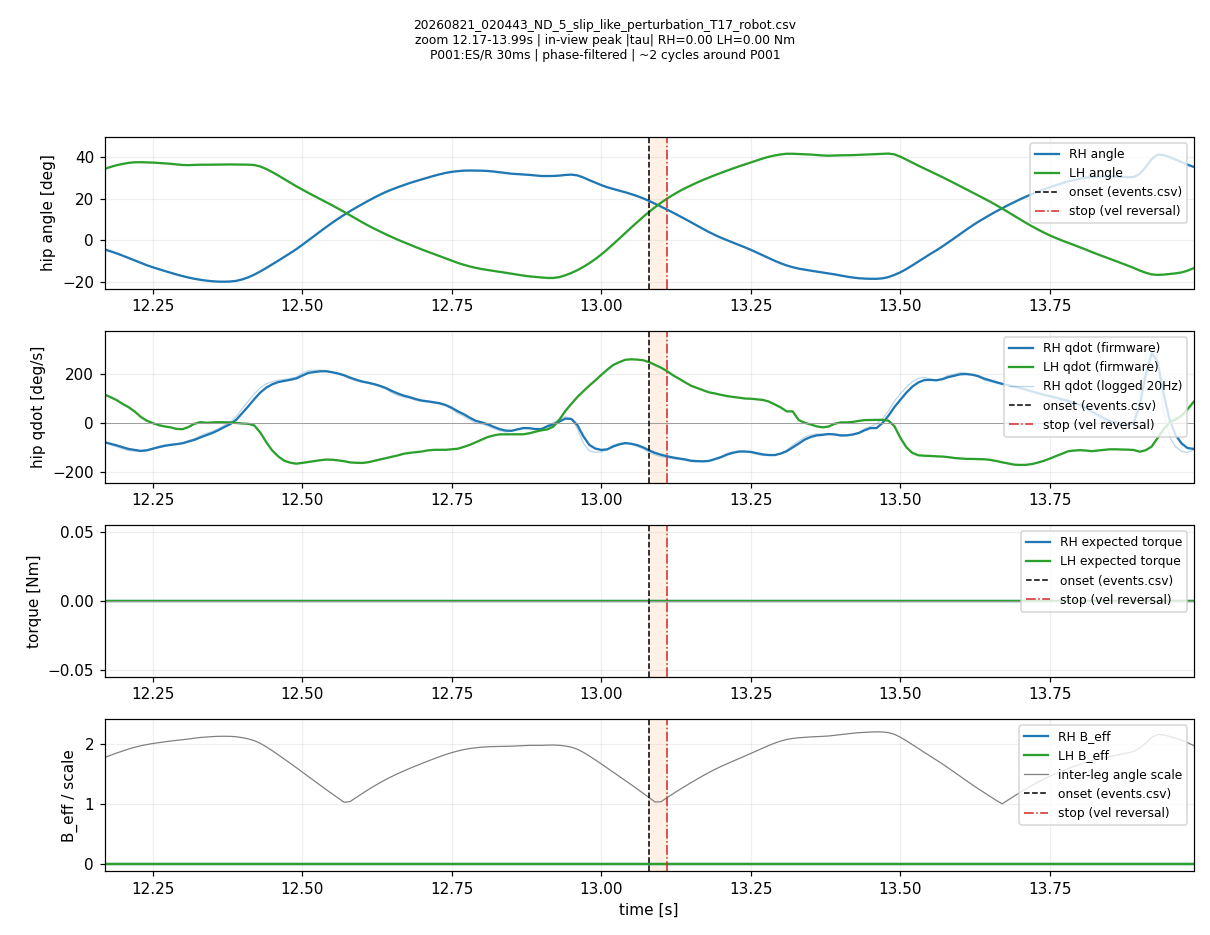 20260821_020443_ND_5_slip_like_perturbation_T17_robot.csv
zoom 12.17-13.99s | in-view peak |tau| RH=0.00 LH=0.00 Nm
P001:ES/R 30ms | phase-filtered | ~2 cycles around P001
hip angle [deg]
40
20
0
−20
RH angle
LH angle
onset (events.csv)
stop (vel reversal)
12.25 12.50 12.75 13.00 13.25 13.50 13.75
hip qdot [deg/s]
200
0
−200
RH qdot (firmware)
LH qdot (firmware)
RH qdot (logged 20Hz)
onset (events.csv)
stop (vel reversal)
12.25 12.50 12.75 13.00 13.25 13.50 13.75
torque [Nm]
0.05
0.00
−0.05
RH expected torque
LH expected torque
onset (events.csv)
stop (vel reversal)
12.25 12.50 12.75 13.00 13.25 13.50 13.75
B_eff / scale
2
1
0
RH B_eff
LH B_eff
inter-leg angle scale
onset (events.csv)
stop (vel reversal)
12.25 12.50 12.75 13.00 13.25 13.50 13.75
time [s]